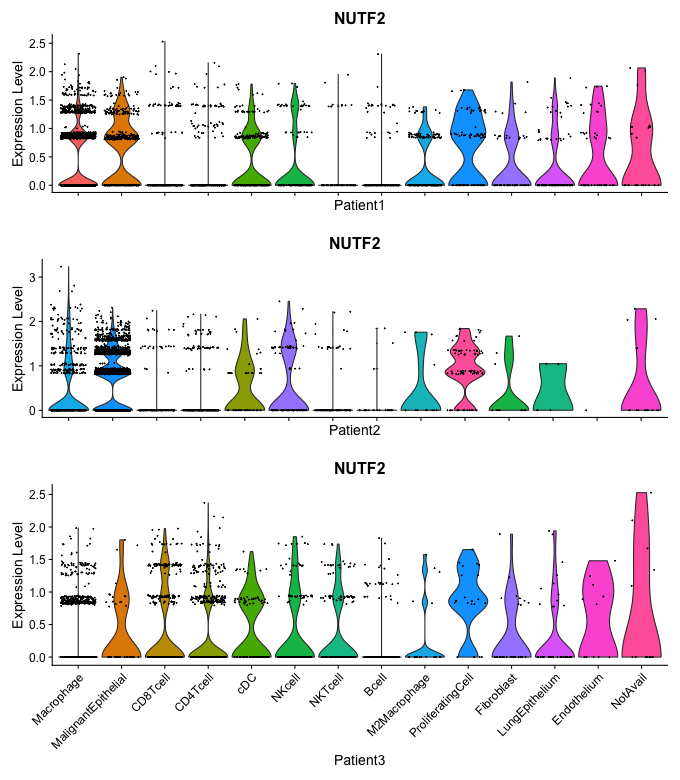 NUTF2
Expression Level
2.5
2.0
1.5
1.0
0.5
0.0
Patient1
NUTF2
Expression Level
3
2
1
0
Patient2
NUTF2
Expression Level
2.5
2.0
1.5
1.0
0.5
0.0
Macrophage
MalignantEpithelial
CD8Tcell
CD4Tcell
cDC
NKcell
NKTcell
Bcell
M2Macrophage
ProliferatingCell
Fibroblast
LungEpithelium
Endothelium
NotAvail
Patient3